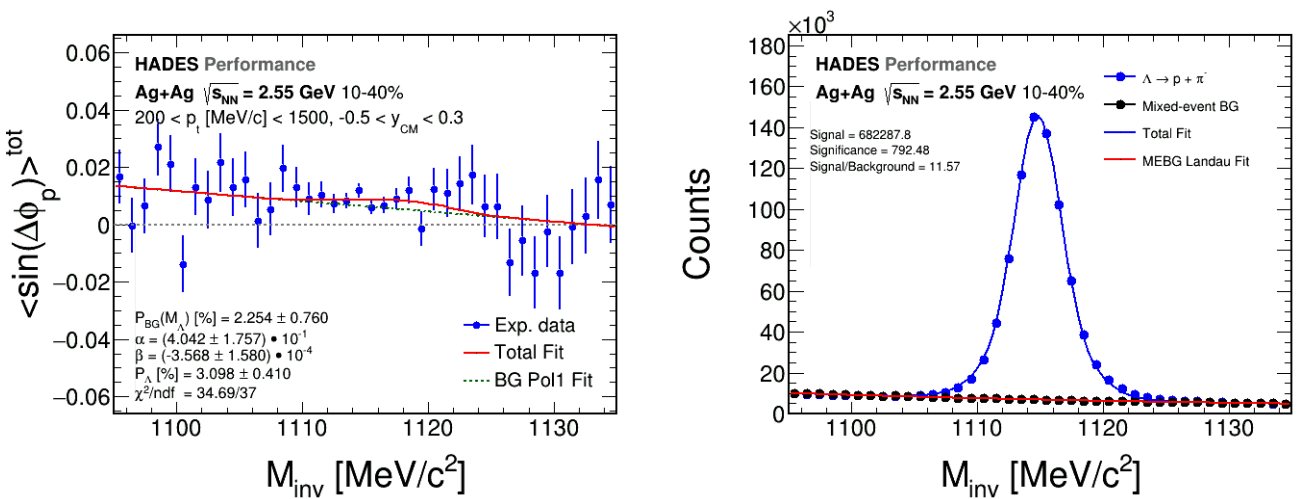 0.06
0.04
0.02
0
−0.02
−0.04
−0.06
<sin(Δϕp)>tot
HADES Performance
Ag+Ag √sNN = 2.55 GeV 10-40%
200 < pt [MeV/c] < 1500, -0.5 < yCM < 0.3
PBG(MΛ) [%] = 2.254 ± 0.760
α = (4.042 ± 1.757) • 10-1
β = (-3.568 ± 1.580) • 10-4
PΛ [%] = 3.098 ± 0.410
χ2/ndf = 34.69/37
Exp. data
Total Fit
BG Pol1 Fit
1100 1110 1120 1130
Minv [MeV/c2]
×103
180
160
140
120
100
80
60
40
20
0
Counts
HADES Performance
Ag+Ag √sNN = 2.55 GeV 10-40%
Signal = 682287.8
Significance = 792.48
Signal/Background = 11.57
Λ → p + π-
Mixed-event BG
Total Fit
MEBG Landau Fit
1100 1110 1120 1130
Minv [MeV/c2]